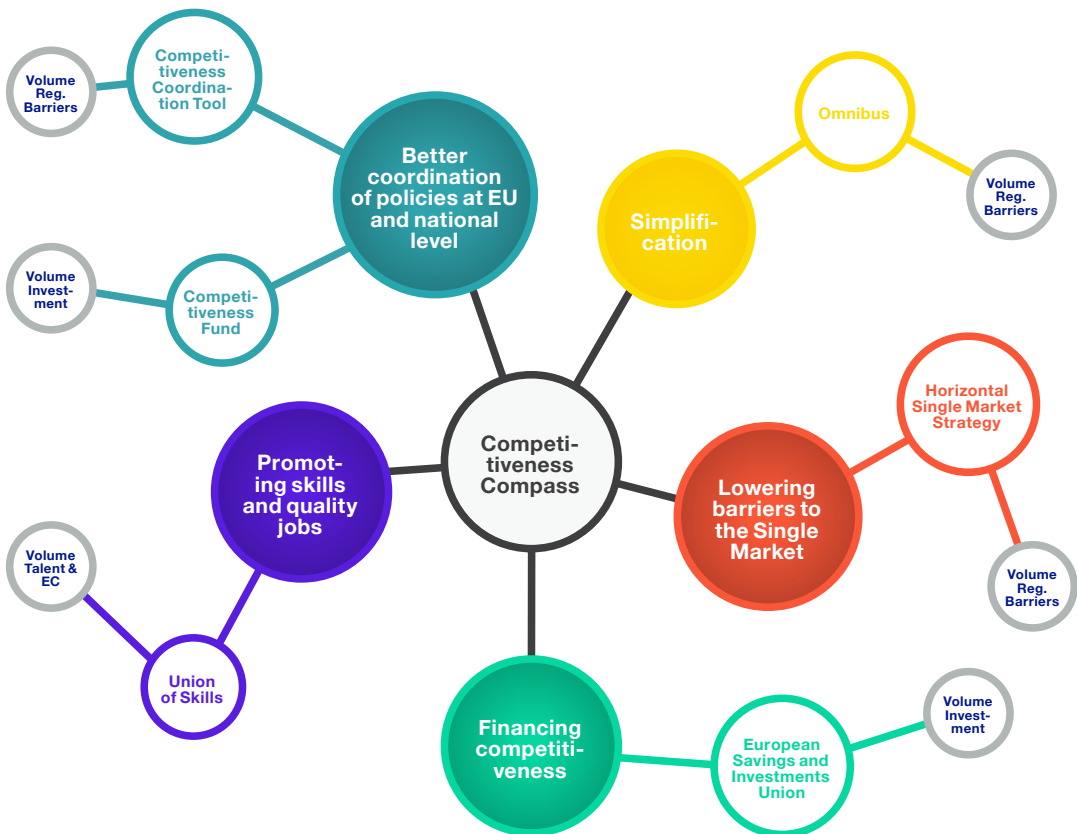 Volume
Reg.
Barriers
Competi-
tiveness
Coordina-
tion Tool
Better
coordination
of policies at EU
and national
level
Volume
Invest-
ment
Competi-
tiveness
Fund
Simplifi-
cation
Omnibus
Volume
Reg.
Barriers
Competi-
tiveness
Compass
Promot-
ing skills
and quality
jobs
Volume
Talent &
EC
Union
of Skills
Lowering
barriers to
the Single
Market
Horizontal
Single Market
Strategy
Volume
Reg.
Barriers
Financing
competiti-
veness
European
Savings and
Investments
Union
Volume
Invest-
ment